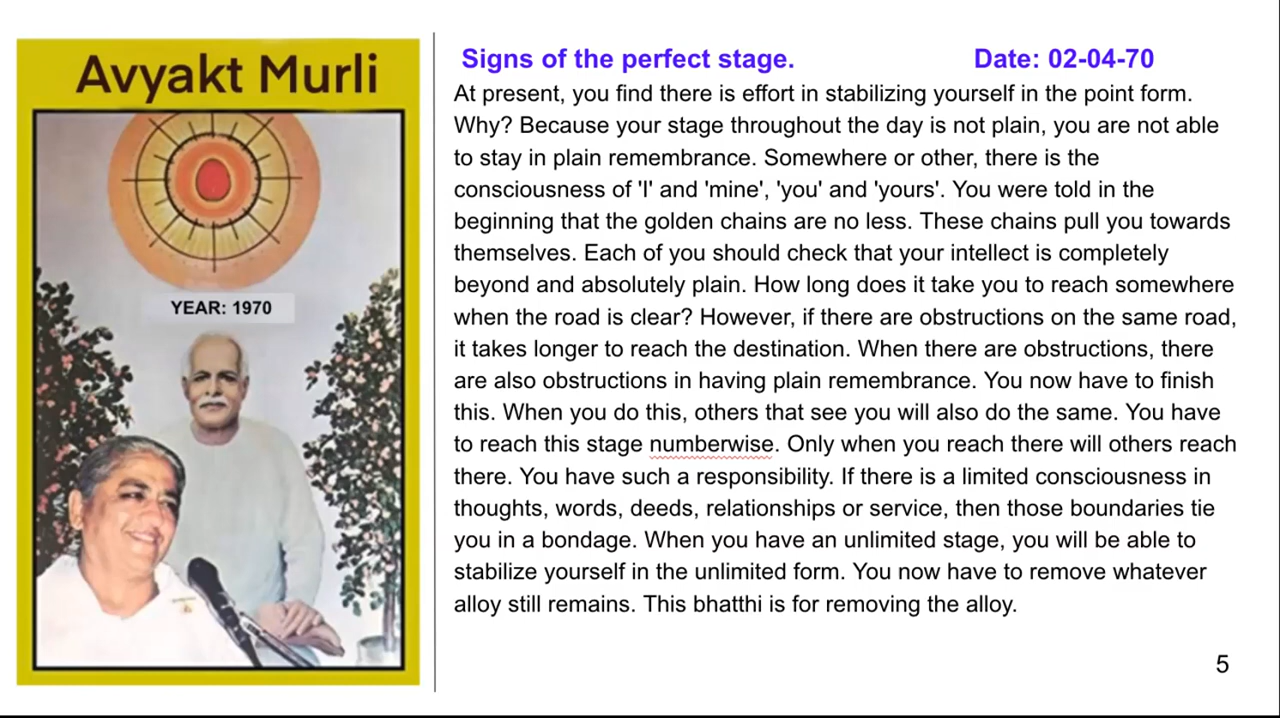 Avyakt Murli
YEAR: 1970
Signs of the perfect stage. Date: 02-04-70
At present, you find there is effort in stabilizing yourself in the point form.
Why? Because your stage throughout the day is not plain, you are not able
to stay in plain remembrance. Somewhere or other, there is the
consciousness of 'I' and 'mine', 'you' and 'yours'. You were told in the
beginning that the golden chains are no less. These chains pull you towards
themselves. Each of you should check that your intellect is completely
beyond and absolutely plain. How long does it take you to reach somewhere
when the road is clear? However, if there are obstructions on the same road,
it takes longer to reach the destination. When there are obstructions, there
are also obstructions in having plain remembrance. You now have to finish
this. When you do this, others that see you will also do the same. You have
to reach this stage numberwise. Only when you reach there will others reach
there. You have such a responsibility. If there is a limited consciousness in
thoughts, words, deeds, relationships or service, then those boundaries tie
you in a bondage. When you have an unlimited stage, you will be able to
stabilize yourself in the unlimited form. You now have to remove whatever
alloy still remains. This bhatthi is for removing the alloy.
5